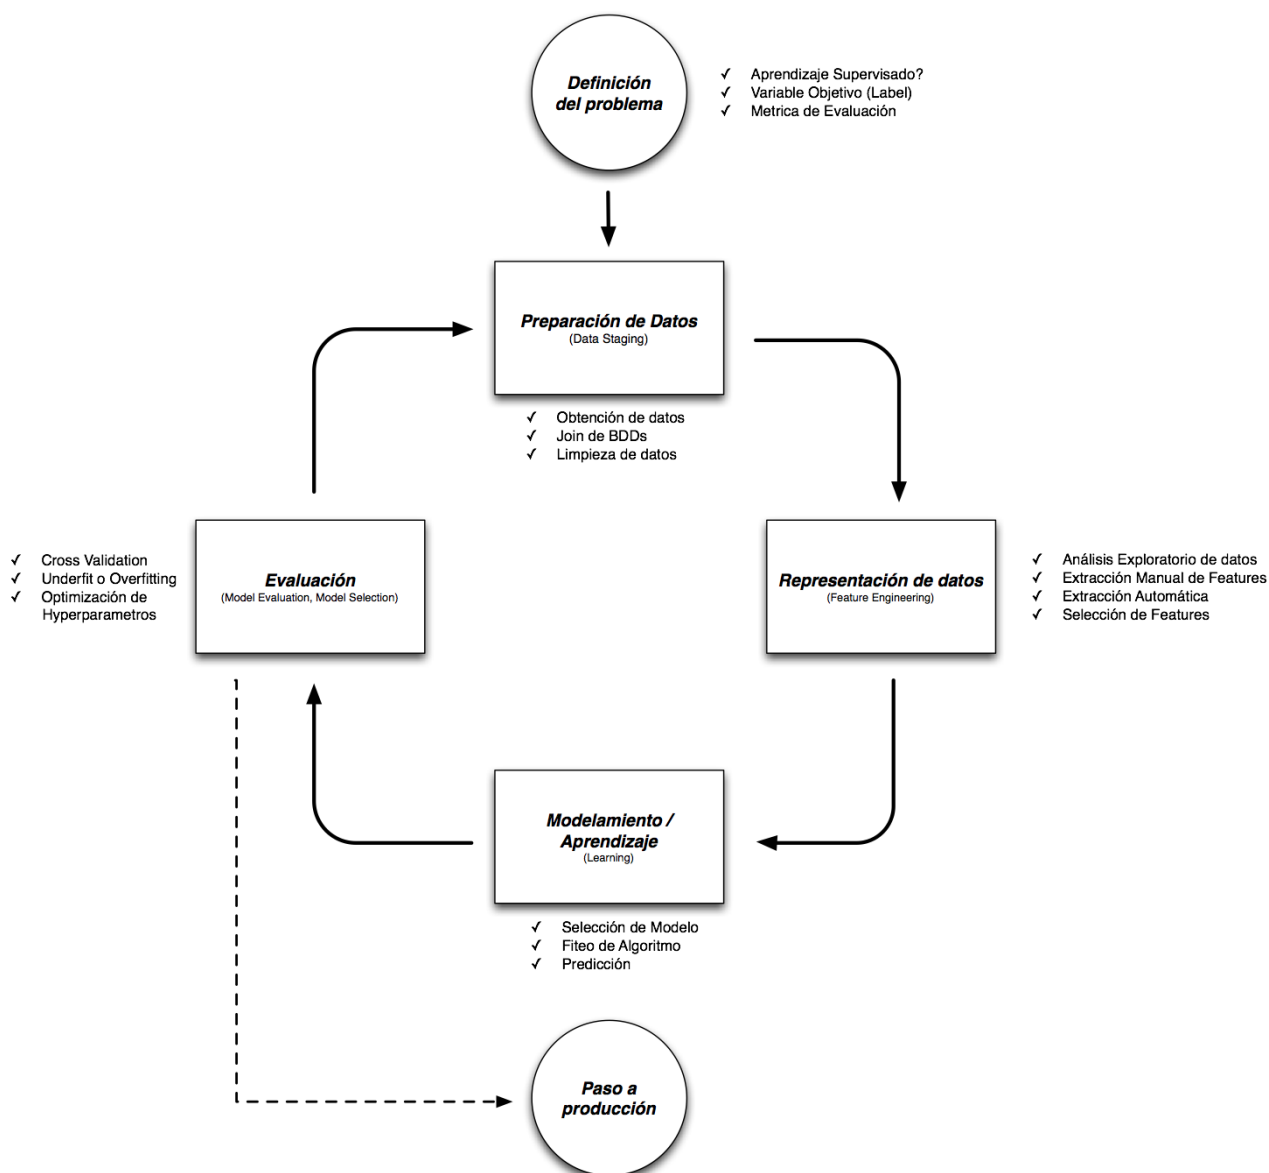 Definición
del problema
✓ Aprendizaje Supervisado?
✓ Variable Objetivo (Label)
✓ Metrica de Evaluación
Preparación de Datos
(Data Staging)
✓ Obtención de datos
✓ Join de BDDs
✓ Limpieza de datos
✓ Cross Validation
✓ Underfit o Overfitting
✓ Optimización de
Hyperparametros
Evaluación
(Model Evaluation, Model Selection)
Representación de datos
(Feature Engineering)
✓ Análisis Exploratorio de datos
✓ Extracción Manual de Features
✓ Extracción Automática
✓ Selección de Features
Modelamiento /
Aprendizaje
(Learning)
✓ Selección de Modelo
✓ Fiteo de Algoritmo
✓ Predicción
Paso a
producción